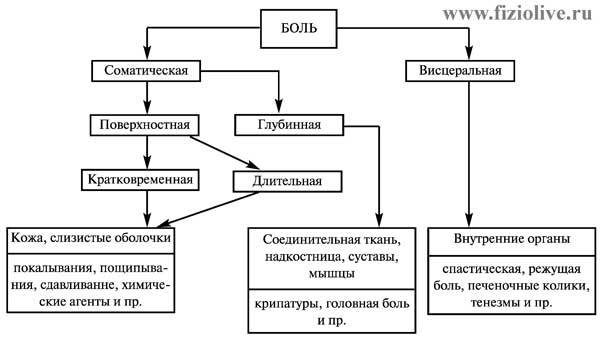 www.fiziolive.ru
БОЛЬ
Соматическая
Висцеральная
Поверхностная
Глубинная
Кратковременная
Длительная
Кожа, слизистые оболочки
покалывания, пощипыва-
ния, сдавливанне, химиче-
ские агенты и пр.
Соединительная ткань,
надкостница, суставы,
мышцы
крипатуры, головная боль
и пр.
Внутренние органы
спастическая, режущая
боль, печеночные колики,
тенезмы и пр.